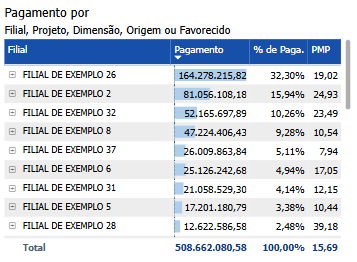 Pagamento por
Filial, Projeto, Dimensão, Origem ou Favorecido
Filial Pagamento % de Paga. PMP
FILIAL DE EXEMPLO 26 164.278.215,82 32,30% 19,02
FILIAL DE EXEMPLO 2 81.056.108,18 15,94% 24,93
FILIAL DE EXEMPLO 32 52.165.697,89 10,26% 23,49
FILIAL DE EXEMPLO 8 47.224.406,43 9,28% 10,54
FILIAL DE EXEMPLO 37 26.009.863,84 5,11% 7,94
FILIAL DE EXEMPLO 6 25.126.242,68 4,94% 17,05
FILIAL DE EXEMPLO 31 21.058.529,30 4,14% 12,15
FILIAL DE EXEMPLO 5 17.201.180,79 3,38% 10,44
FILIAL DE EXEMPLO 28 12.622.586,58 2,48% 39,18
Total 508.662.080,58 100,00% 15,69